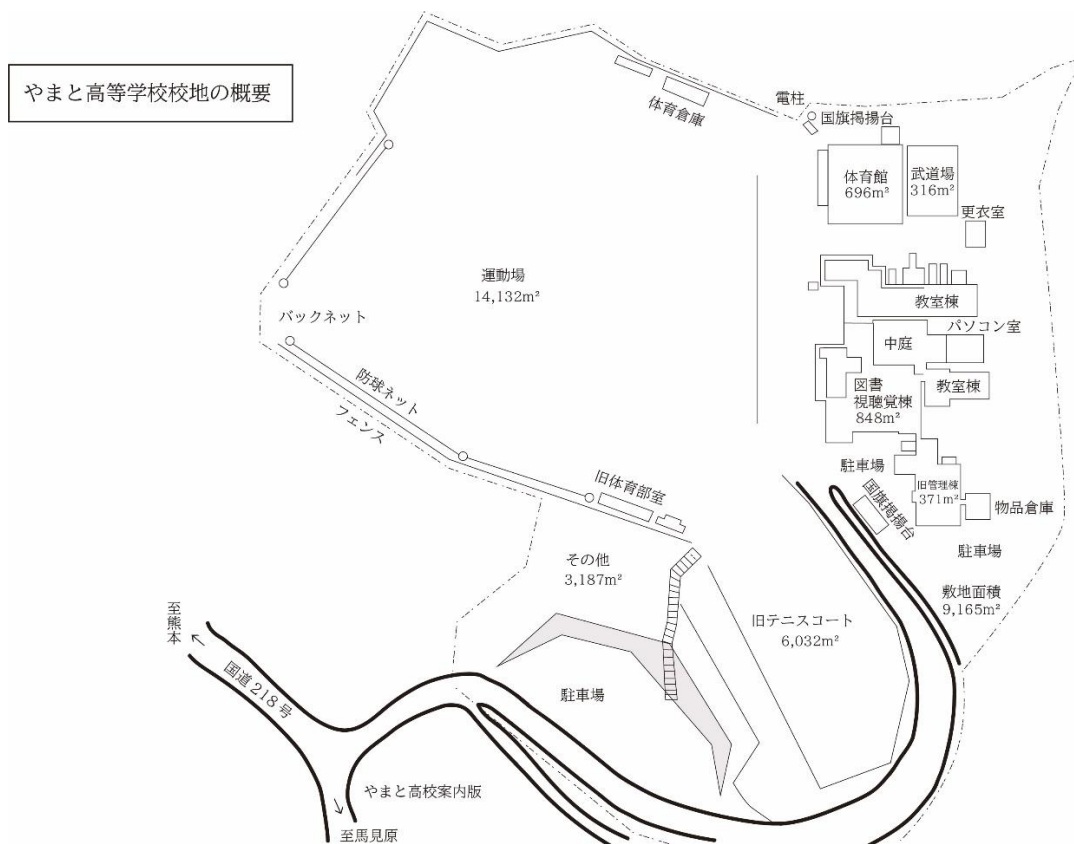 やまと高等学校校地の概要
電柱
国旗掲揚台
体育倉庫
体育館
696m²
武道場
316m²
更衣室
運動場
14,132m²
教室棟
パソコン室
中庭
バックネット
防球ネット
フェンス
図書
視聴覚棟
848m²
教室棟
駐車場
旧管理棟
371m²
国旗掲揚台
物品倉庫
旧体育部室
駐車場
その他
3,187m²
敷地面積
9,165m²
旧テニスコート
6,032m²
至熊本
国道218号
駐車場
やまと高校案内版
至馬見原